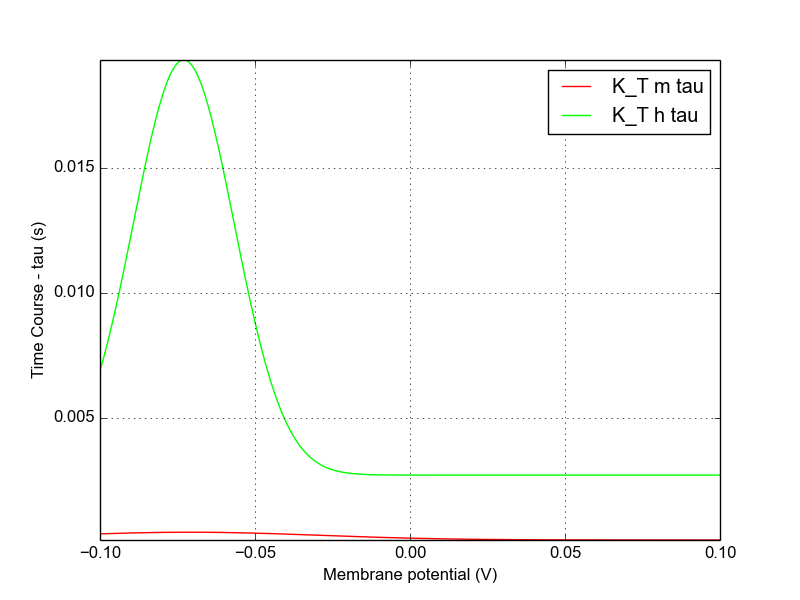 K_T m tau
K_T h tau
0.015
0.010
0.005
Time Course - tau (s)
−0.10 −0.05 0.00 0.05 0.10
Membrane potential (V)